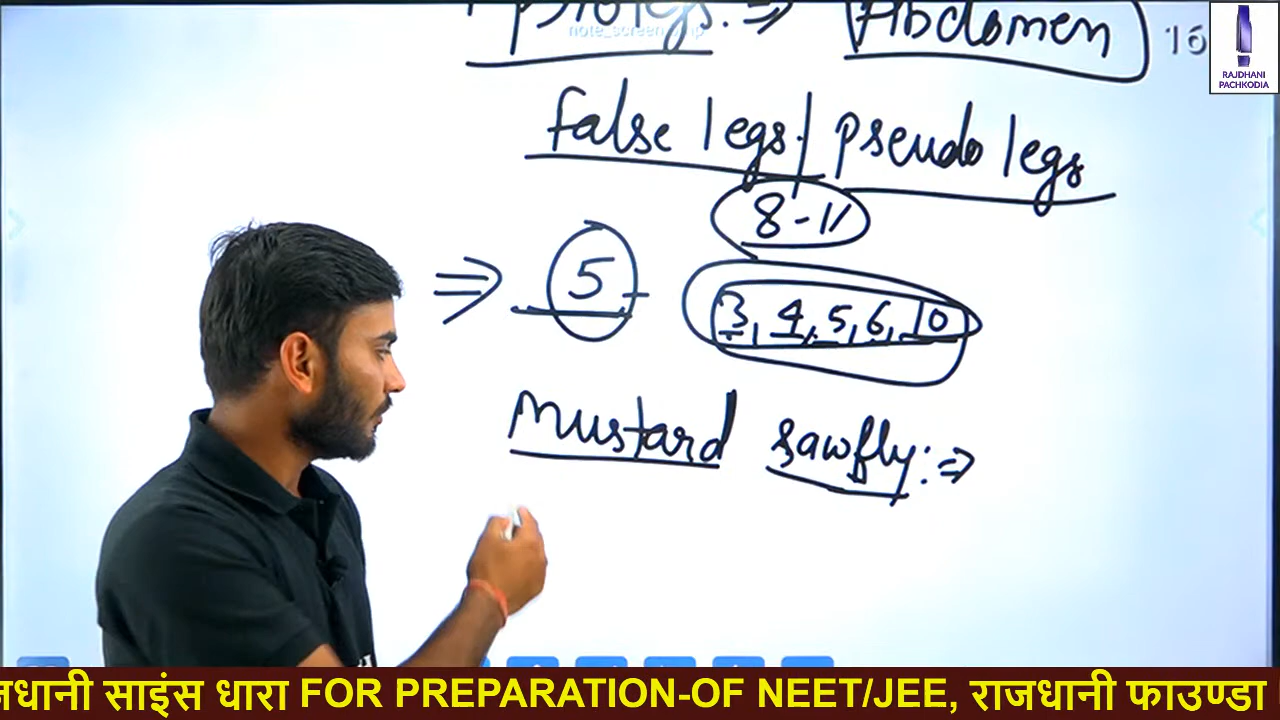 prolegs. ⇒ Abdomen
16
RAJDHANI
PACHKODIA
false legs. / pseudo legs
8-11
⇒ 5 3, 4, 5, 6, 10
Mustard sawfly: ⇒
जधानी साइंस धारा FOR PREPARATION-OF NEET/JEE, राजधानी फाउण्डा